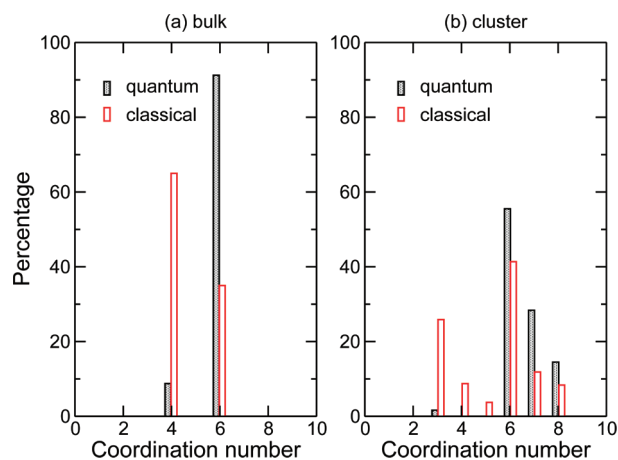 (a) bulk
(b) cluster
Percentage
100
80
60
40
20
0
quantum
classical
0 2 4 6 8 10
Coordination number
100
80
60
40
20
0
quantum
classical
0 2 4 6 8 10
Coordination number